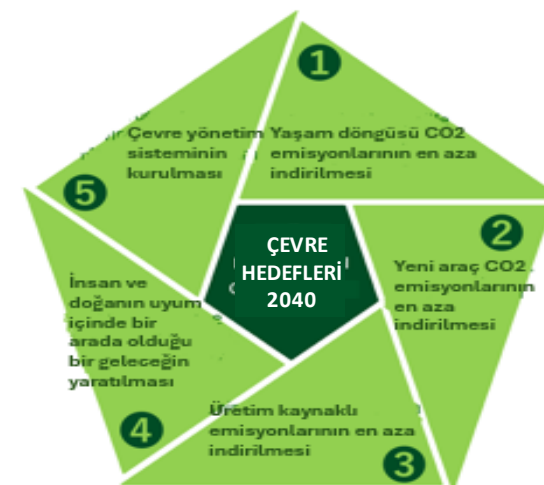 1
Yaşam döngüsü CO2
emisyonlarının en aza
indirilmesi
2
Yeni araç CO2
emisyonlarının
en aza
indirilmesi
3
Üretim kaynaklı
emisyonlarının en aza
indirilmesi
4
İnsan ve
doğanın uyum
içinde bir
arada olduğu
bir geleceğin
yaratılması
5
Çevre yönetim
sisteminin
kurulması
ÇEVRE
HEDEFLERİ
2040